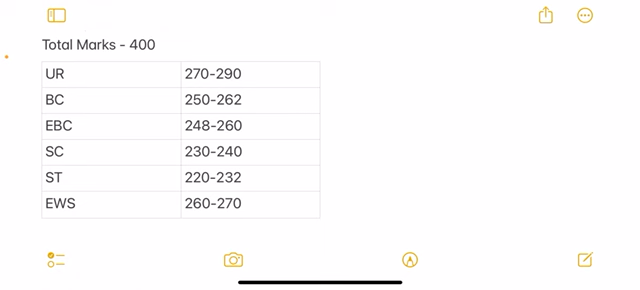 Total Marks - 400
UR 270-290
BC 250-262
EBC 248-260
SC 230-240
ST 220-232
EWS 260-270